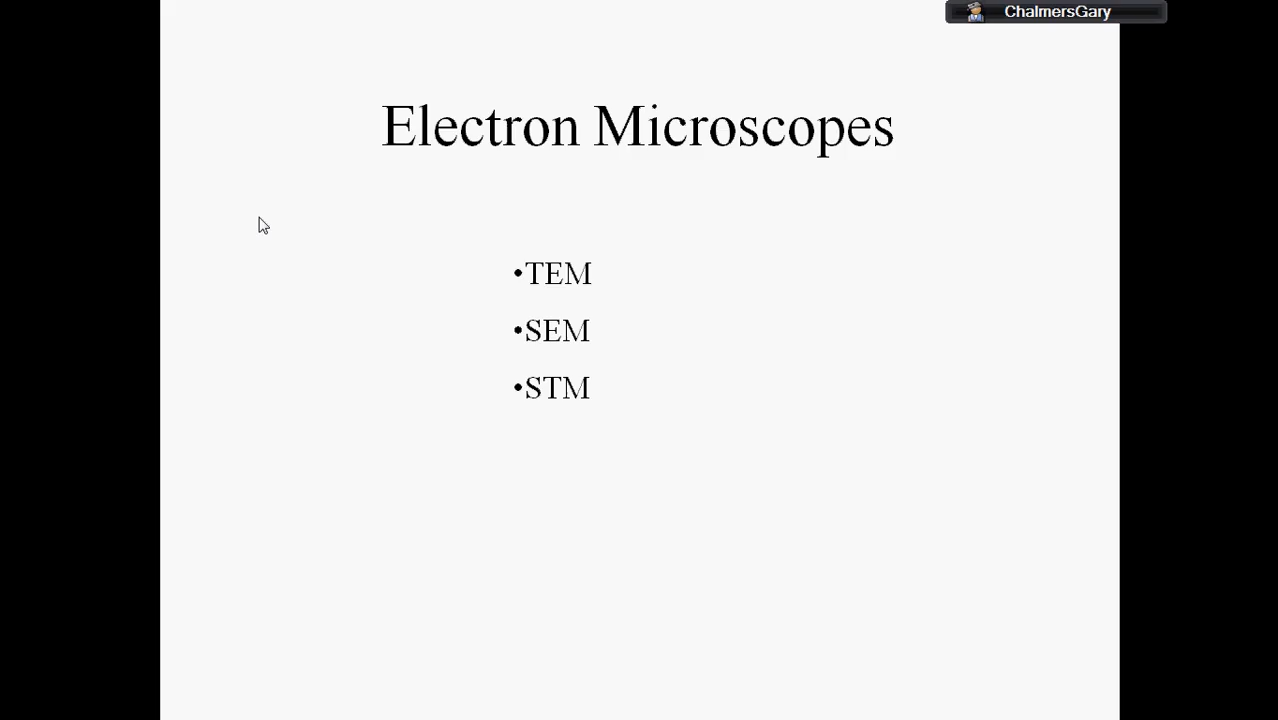 ChalmersGary
Electron Microscopes
•TEM
•SEM
•STM